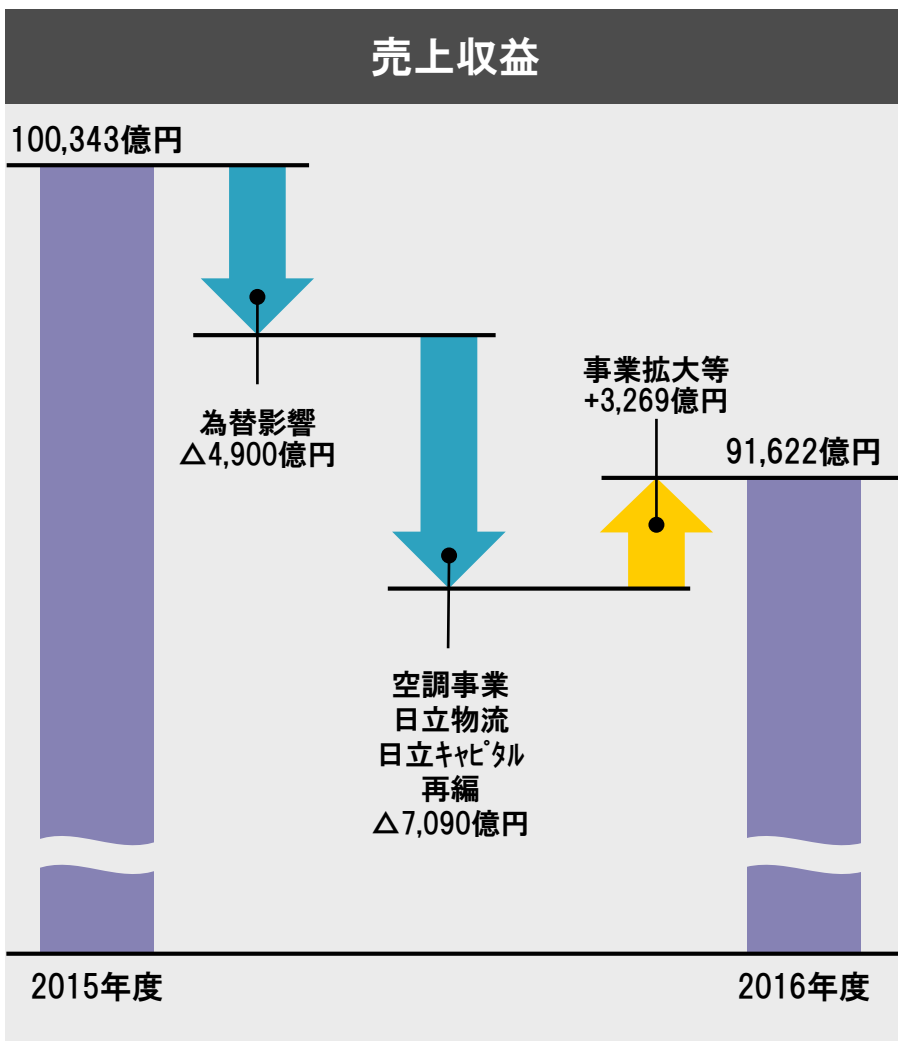 売上収益
100,343億円
為替影響
△4,900億円
空調事業
日立物流
日立ｷｬﾋﾟﾀﾙ
再編
△7,090億円
事業拡大等
+3,269億円
91,622億円
2015年度
2016年度